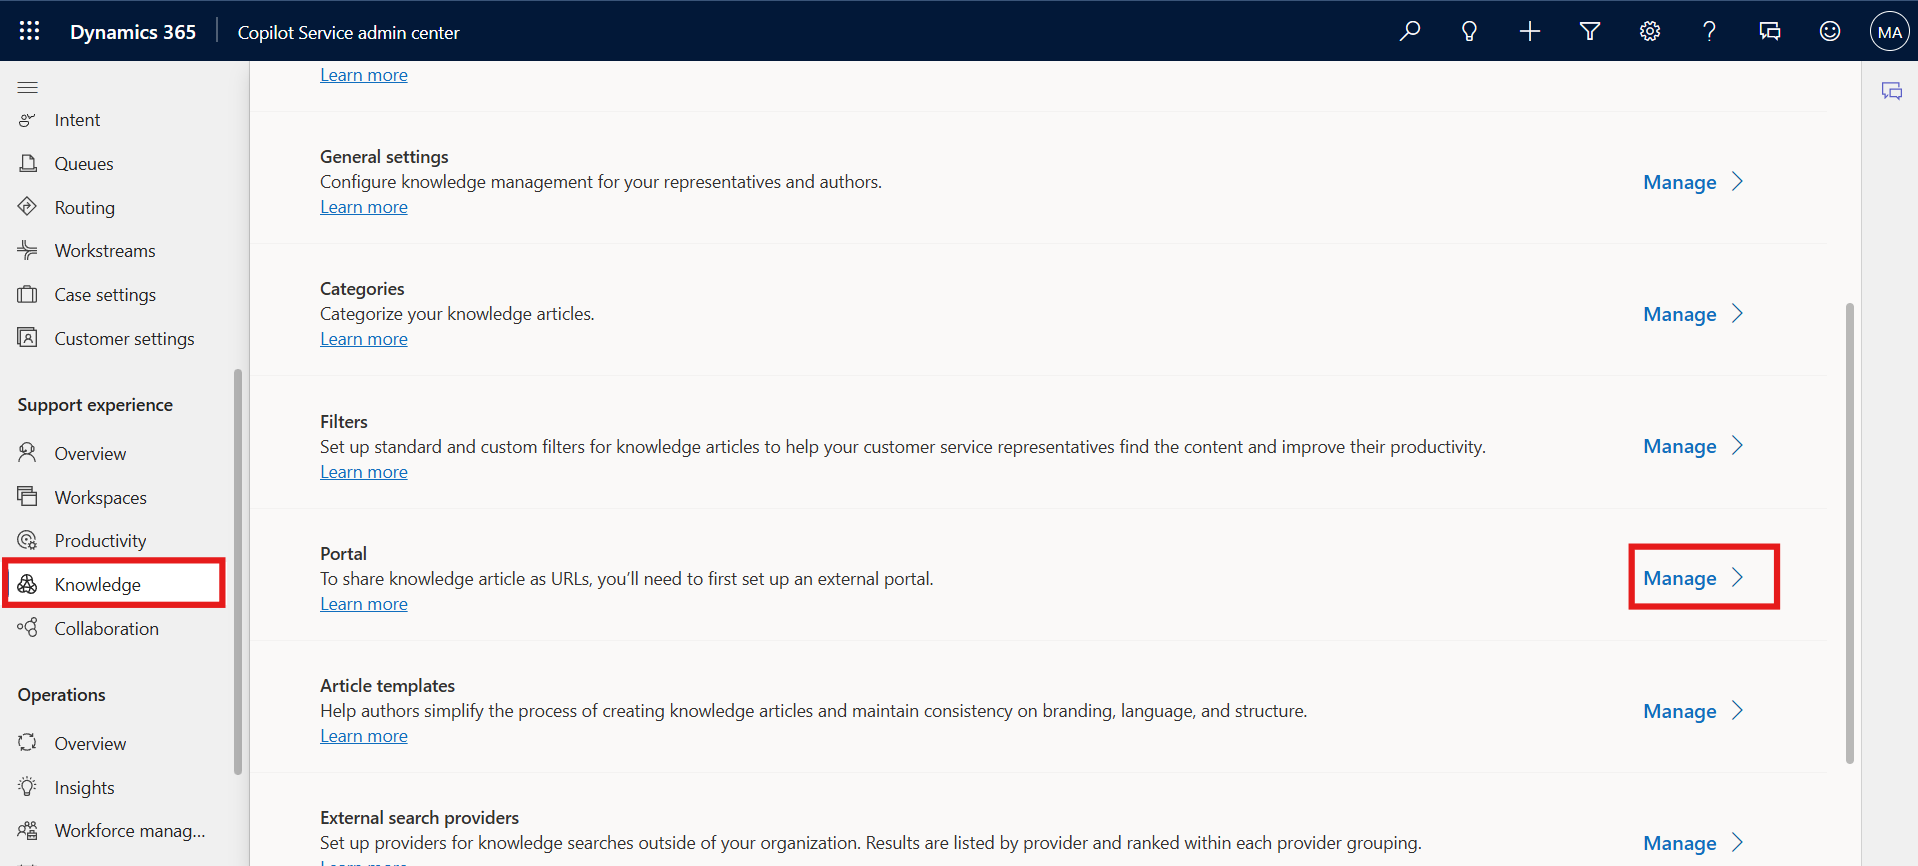 Dynamics 365
Copilot Service admin center
MA
Intent
Queues
Routing
Workstreams
Case settings
Customer settings
Support experience
Overview
Workspaces
Productivity
Knowledge
Collaboration
Operations
Overview
Insights
Workforce manag...
Learn more
General settings
Configure knowledge management for your representatives and authors.
Learn more
Manage
Categories
Categorize your knowledge articles.
Learn more
Manage
Filters
Set up standard and custom filters for knowledge articles to help your customer service representatives find the content and improve their productivity.
Learn more
Manage
Portal
To share knowledge article as URLs, you’ll need to first set up an external portal.
Learn more
Manage
Article templates
Help authors simplify the process of creating knowledge articles and maintain consistency on branding, language, and structure.
Learn more
Manage
External search providers
Set up providers for knowledge searches outside of your organization. Results are listed by provider and ranked within each provider grouping.
Manage